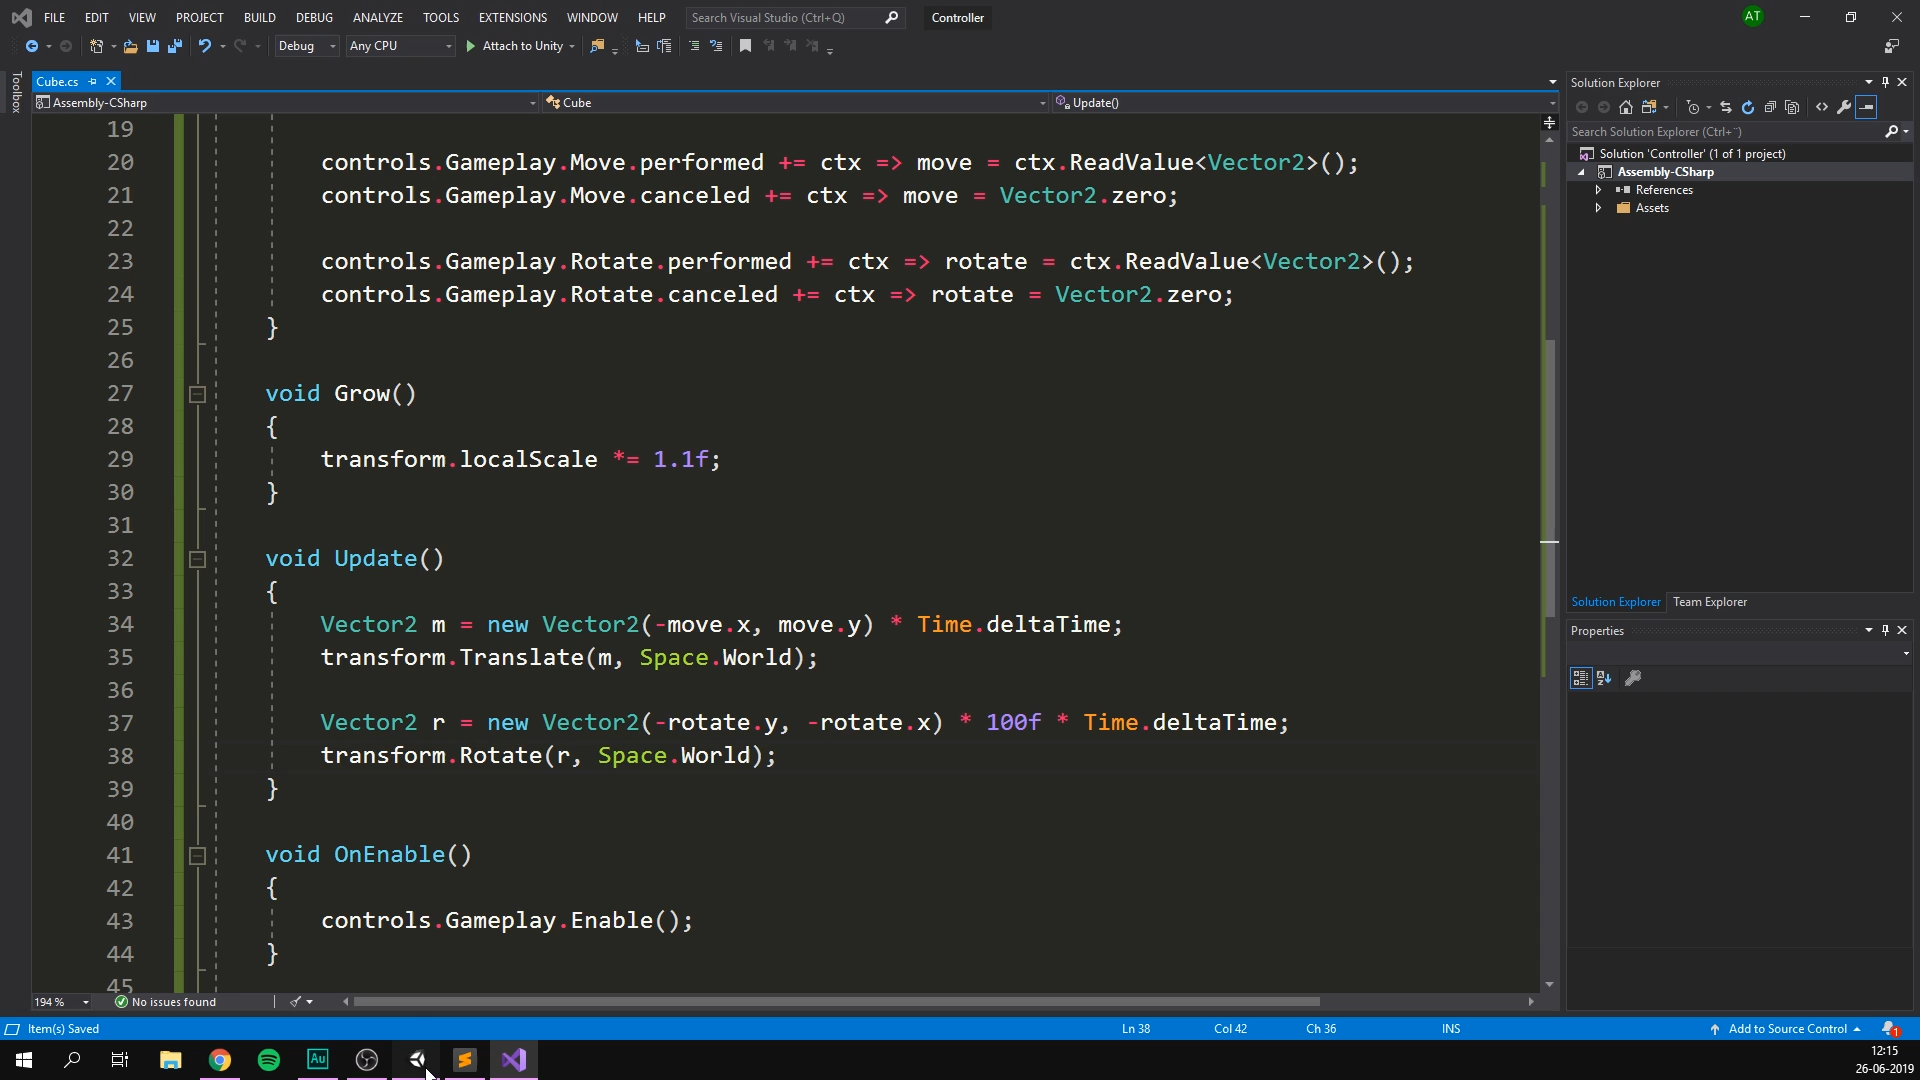 FILE EDIT VIEW PROJECT BUILD DEBUG ANALYZE TOOLS EXTENSIONS WINDOW HELP Search Visual Studio (Ctrl+Q) Controller AT
Debug Any CPU Attach to Unity
Toolbox
Cube.cs
Assembly-CSharp Cube Update()
19
20 controls.Gameplay.Move.performed += ctx => move = ctx.ReadValue<Vector2>();
21 controls.Gameplay.Move.canceled += ctx => move = Vector2.zero;
22
23 controls.Gameplay.Rotate.performed += ctx => rotate = ctx.ReadValue<Vector2>();
24 controls.Gameplay.Rotate.canceled += ctx => rotate = Vector2.zero;
25 }
26
27 void Grow()
28 {
29 transform.localScale *= 1.1f;
30 }
31
32 void Update()
33 {
34 Vector2 m = new Vector2(-move.x, move.y) * Time.deltaTime;
35 transform.Translate(m, Space.World);
36
37 Vector2 r = new Vector2(-rotate.y, -rotate.x) * 100f * Time.deltaTime;
38 transform.Rotate(r, Space.World);
39 }
40
41 void OnEnable()
42 {
43 controls.Gameplay.Enable();
44 }
45
194 % No issues found
Solution Explorer
Search Solution Explorer (Ctrl+¨)
Solution 'Controller' (1 of 1 project)
Assembly-CSharp
References
Assets
Solution Explorer Team Explorer
Properties
Item(s) Saved Ln 38 Col 42 Ch 36 INS Add to Source Control 1
Au
12:15
26-06-2019